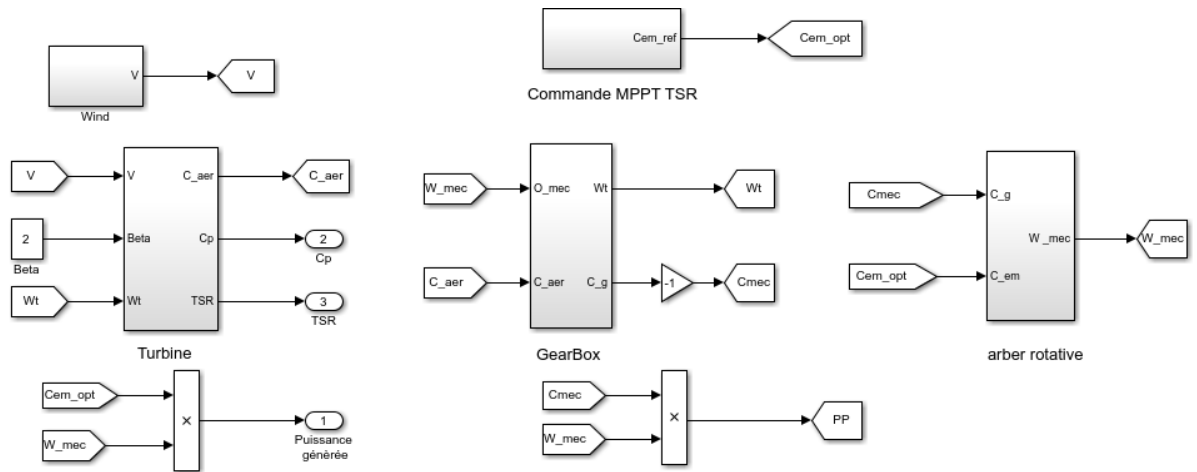 V
V
Wind
Cem_ref
Cem_opt
Commande MPPT TSR
V
2
Beta
Wt
V
Beta
Wt
C_aer
Cp
TSR
C_aer
2
Cp
3
TSR
Turbine
W_mec
C_aer
O_mec
C_aer
Wt
C_g
-1
Wt
Cmec
GearBox
Cmec
Cem_opt
C_g
C_em
W _mec
W_mec
arber rotative
Cem_opt
W_mec
×
1
Puissance
génèrée
Cmec
W_mec
×
PP